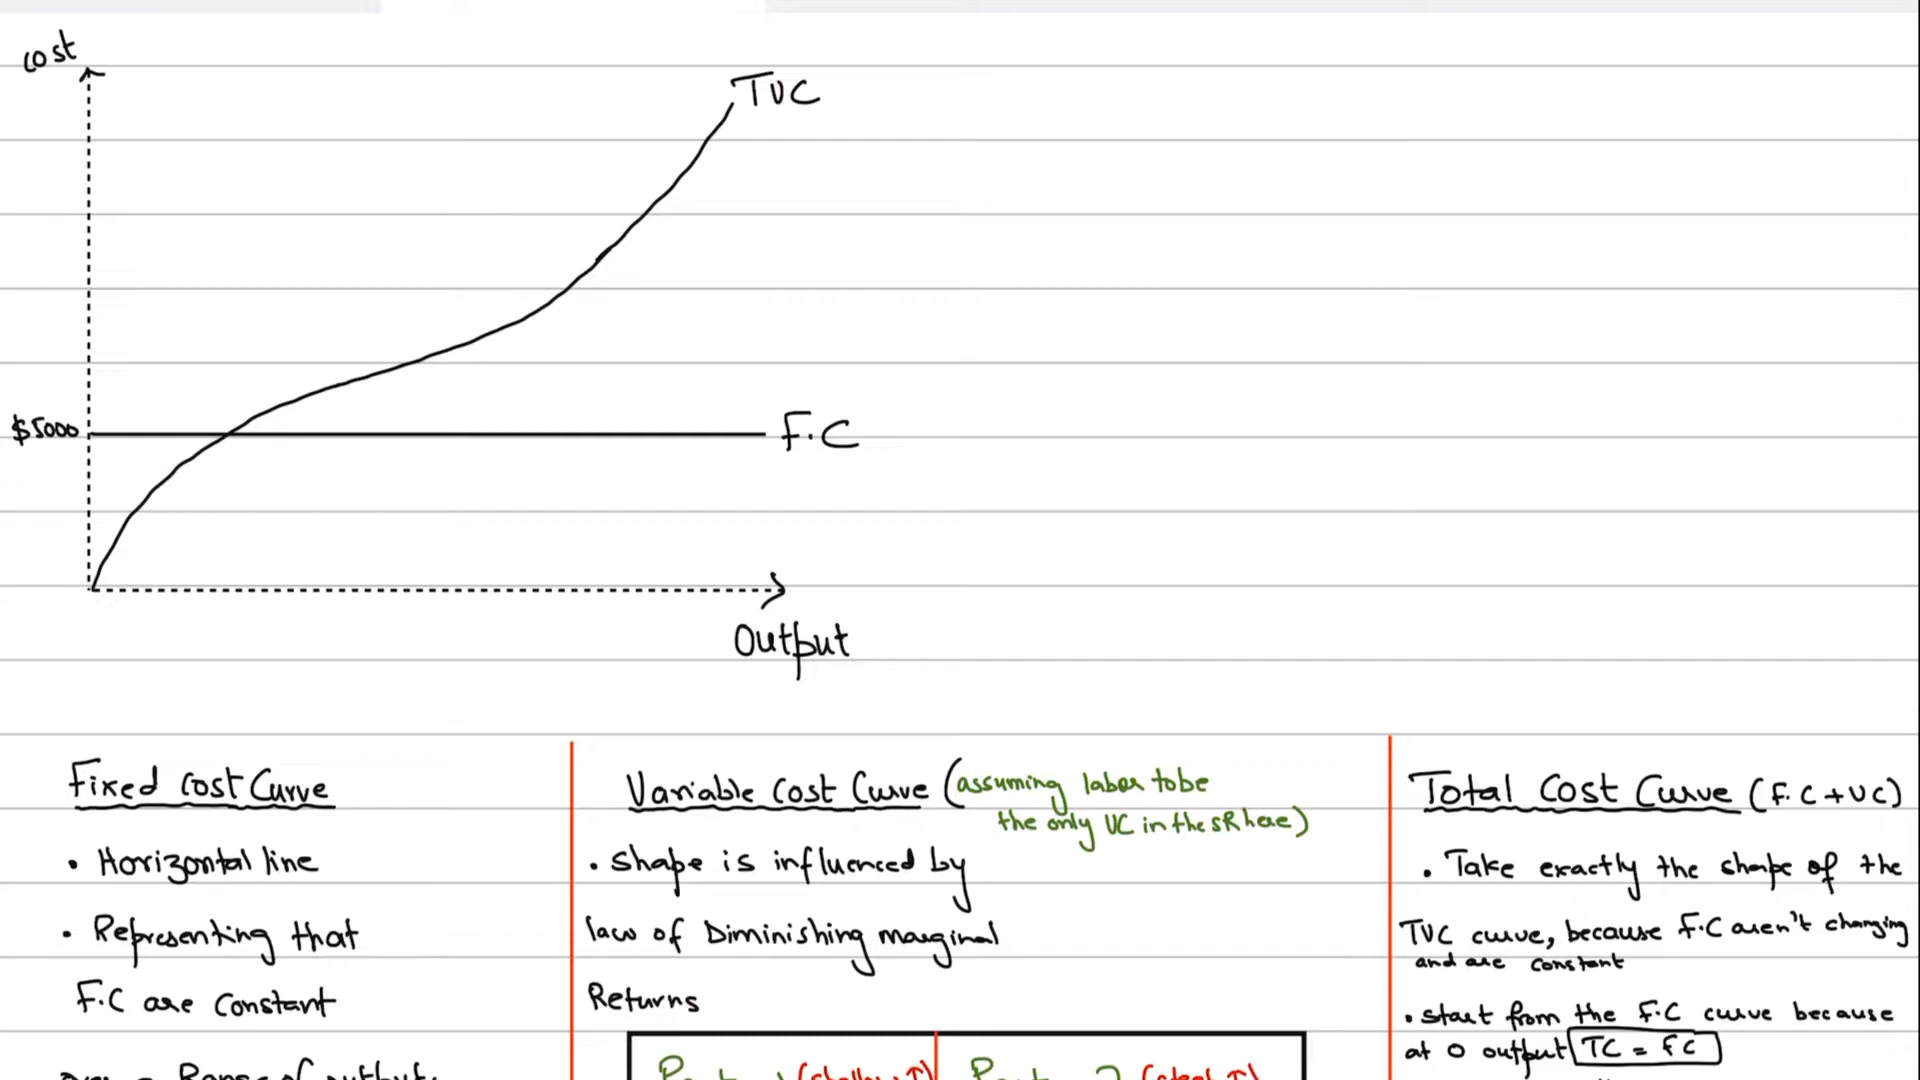 Cost
TVC
$5000
F.C
Output
Fixed Cost Curve
• Horizontal line
• Representing that
F.C are Constant
Variable Cost Curve (assuming labor to be
the only VC in the SR here)
• Shape is influenced by
law of Diminishing marginal
Returns
Total Cost Curve (F.C + VC)
• Take exactly the shape of the
TVC curve, because F.C aren't changing
and are constant
• start from the F.C curve because
at 0 output TC = FC